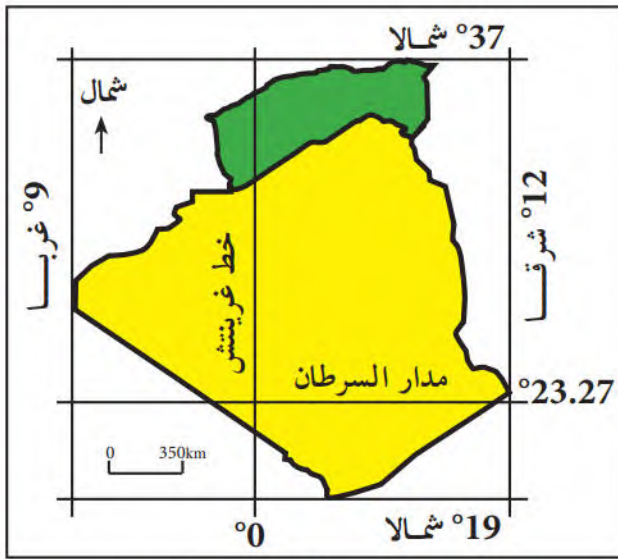 °37 شمالا
شمال
°9 غربا
°12 شرقا
خط غرينتش
مدار السرطان
°23.27
0 350km
°0
°19 شمالا